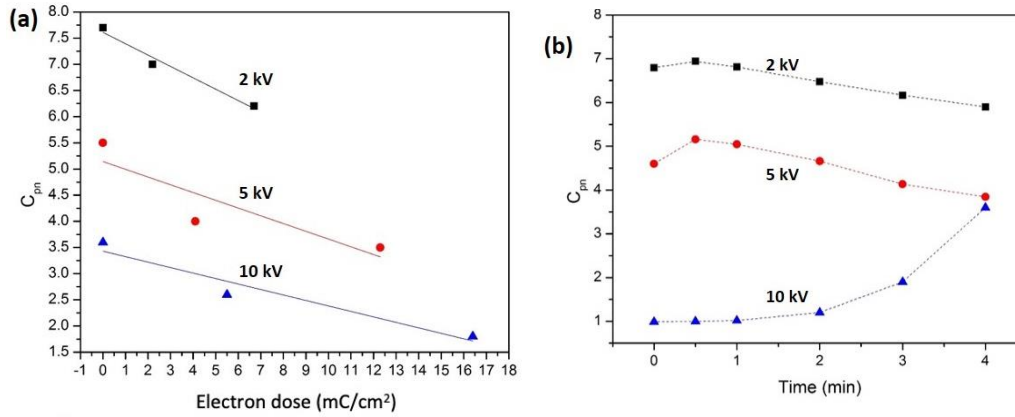 (a)
8.0
7.5
7.0
6.5
6.0
5.5
5.0
4.5
4.0
3.5
3.0
2.5
2.0
1.5
C_pn
2 kV
5 kV
10 kV
-1 0 1 2 3 4 5 6 7 8 9 10 11 12 13 14 15 16 17 18
Electron dose (mC/cm²)
(b)
8
7
6
5
4
3
2
1
C_pn
2 kV
5 kV
10 kV
0 1 2 3 4
Time (min)